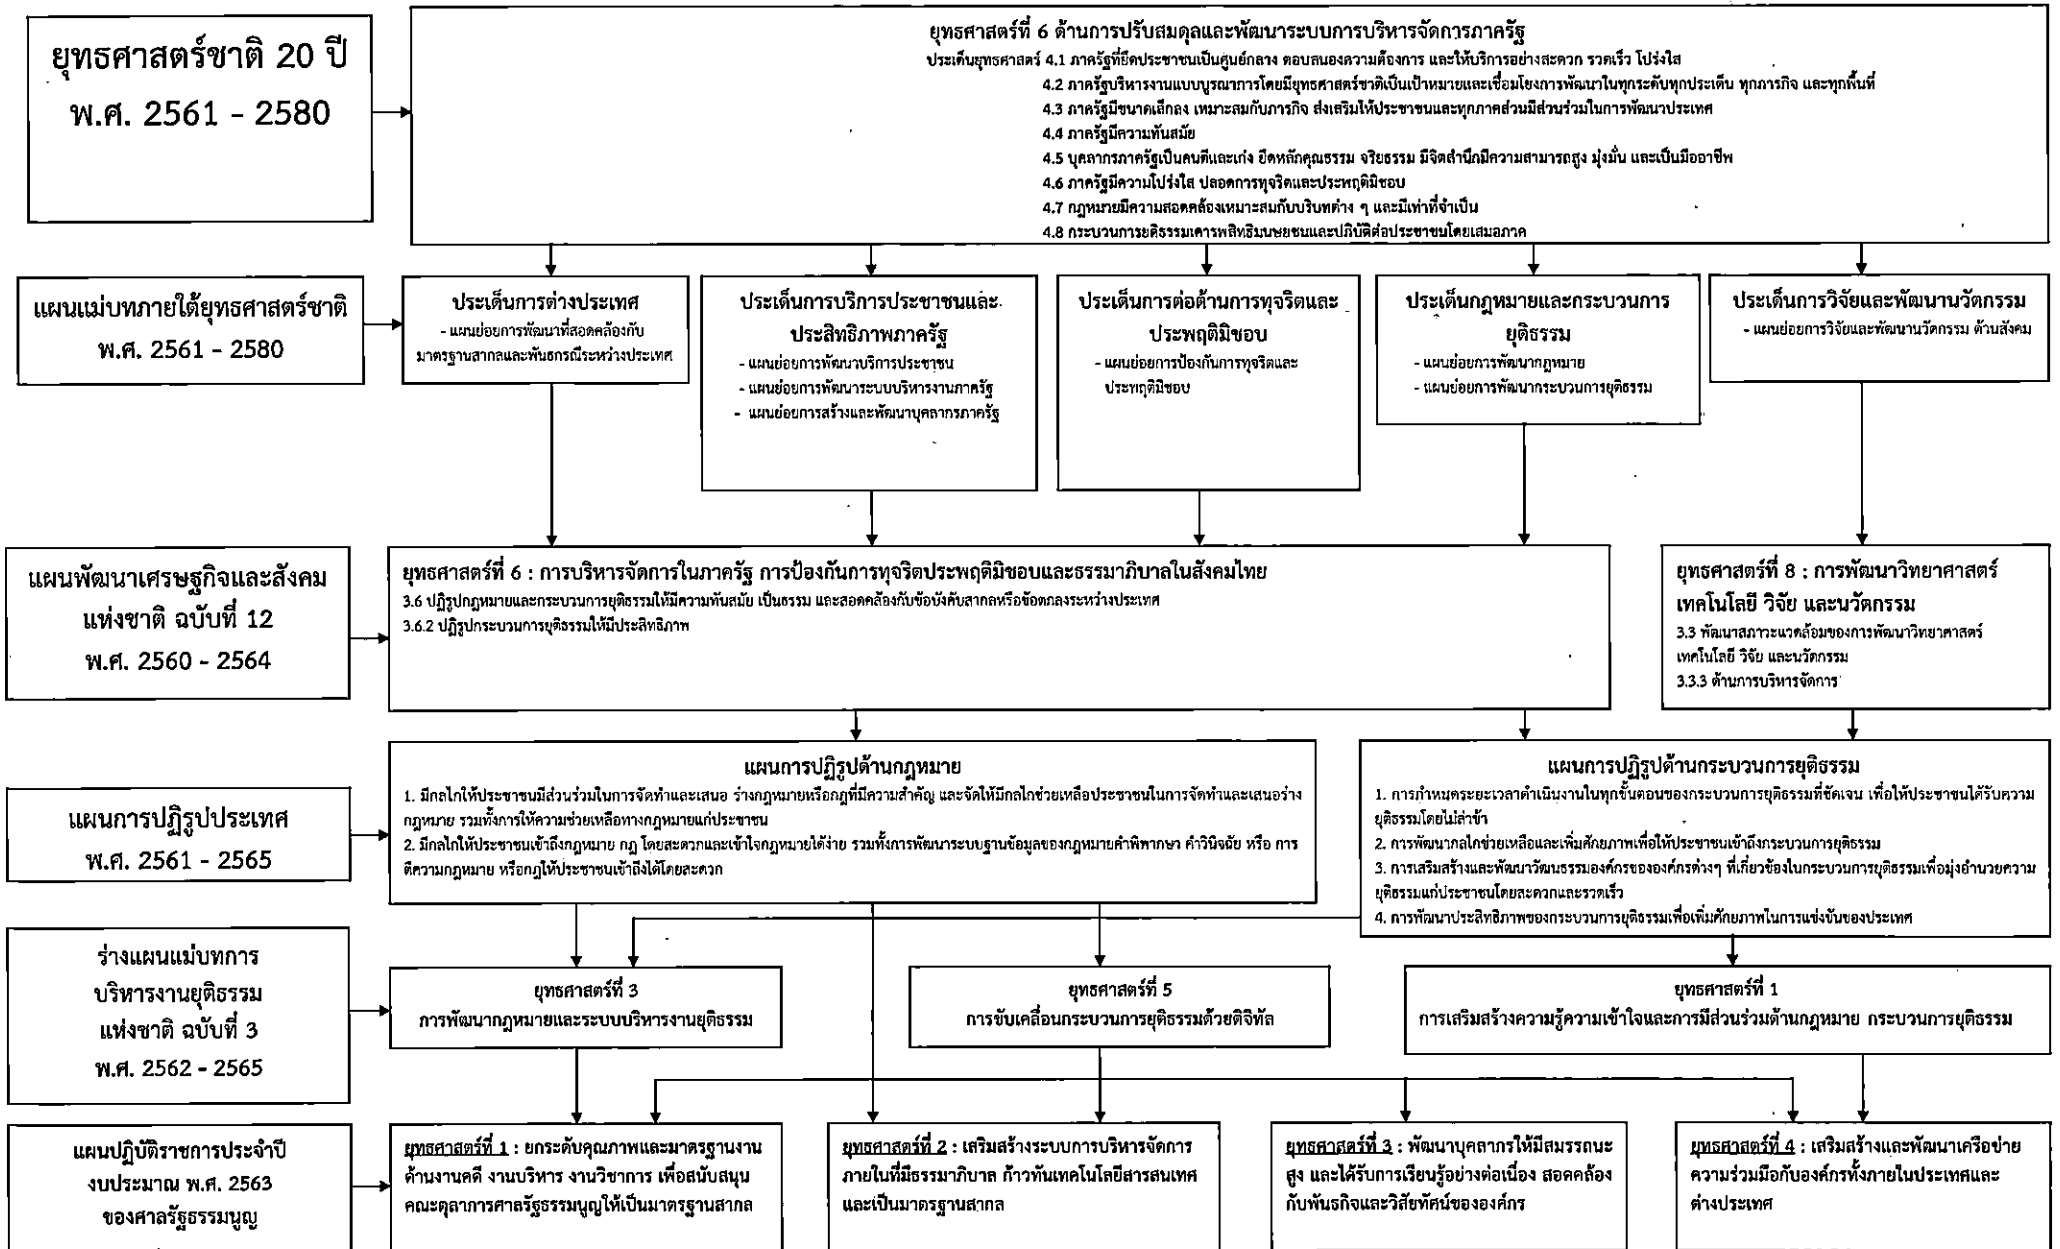 ยุทธศาสตร์ชาติ 20 ปี
พ.ศ. 2561 - 2580
ยุทธศาสตร์ที่ 6 ด้านการปรับสมดุลและพัฒนาระบบการบริหารจัดการภาครัฐ
ประเด็นยุทธศาสตร์ 4.1 ภาครัฐที่ยึดประชาชนเป็นศูนย์กลาง ตอบสนองความต้องการ และให้บริการอย่างสะดวก รวดเร็ว โปร่งใส
4.2 ภาครัฐบริหารงานแบบบูรณาการโดยมียุทธศาสตร์ชาติเป็นเป้าหมายและเชื่อมโยงการพัฒนาในทุกระดับทุกประเด็น ทุกภารกิจ และทุกพื้นที่
4.3 ภาครัฐมีขนาดเล็กลง เหมาะสมกับภารกิจ ส่งเสริมให้ประชาชนและทุกภาคส่วนมีส่วนร่วมในการพัฒนาประเทศ
4.4 ภาครัฐมีความทันสมัย
4.5 บุคลากรภาครัฐเป็นคนดีและเก่ง ยึดหลักคุณธรรม จริยธรรม มีจิตสำนึกมีความสามารถสูง มุ่งมั่น และเป็นมืออาชีพ
4.6 ภาครัฐมีความโปร่งใส ปลอดการทุจริตและประพฤติมิชอบ
4.7 กฎหมายมีความสอดคล้องเหมาะสมกับบริบทต่าง ๆ และมีเท่าที่จำเป็น
4.8 กระบวนการยุติธรรมเคารพสิทธิมนุษยชนและปฏิบัติต่อประชาชนโดยเสมอภาค
แผนแม่บทภายใต้ยุทธศาสตร์ชาติ
พ.ศ. 2561 - 2580
ประเด็นการต่างประเทศ
- แผนย่อยการพัฒนาที่สอดคล้องกับ
มาตรฐานสากลและพันธกรณีระหว่างประเทศ
ประเด็นการบริการประชาชนและ
ประสิทธิภาพภาครัฐ
- แผนย่อยการพัฒนาบริการประชาชน
- แผนย่อยการพัฒนาระบบบริหารงานภาครัฐ
- แผนย่อยการสร้างและพัฒนาบุคลากรภาครัฐ
ประเด็นการต่อต้านการทุจริตและ
ประพฤติมิชอบ
- แผนย่อยการป้องกันการทุจริตและ
ประพฤติมิชอบ
ประเด็นกฎหมายและกระบวนการ
ยุติธรรม
- แผนย่อยการพัฒนากฎหมาย
- แผนย่อยการพัฒนากระบวนการยุติธรรม
ประเด็นการวิจัยและพัฒนานวัตกรรม
- แผนย่อยการวิจัยและพัฒนานวัตกรรม ด้านสังคม
แผนพัฒนาเศรษฐกิจและสังคม
แห่งชาติ ฉบับที่ 12
พ.ศ. 2560 - 2564
ยุทธศาสตร์ที่ 6 : การบริหารจัดการในภาครัฐ การป้องกันการทุจริตประพฤติมิชอบและธรรมาภิบาลในสังคมไทย
3.6 ปฏิรูปกฎหมายและกระบวนการยุติธรรมให้มีความทันสมัย เป็นธรรม และสอดคล้องกับข้อบังคับสากลหรือข้อตกลงระหว่างประเทศ
3.6.2 ปฏิรูปกระบวนการยุติธรรมให้มีประสิทธิภาพ
ยุทธศาสตร์ที่ 8 : การพัฒนาวิทยาศาสตร์
เทคโนโลยี วิจัย และนวัตกรรม
3.3 พัฒนาสภาวะแวดล้อมของการพัฒนาวิทยาศาสตร์
เทคโนโลยี วิจัย และนวัตกรรม
3.3.3 ด้านการบริหารจัดการ
แผนการปฏิรูปประเทศ
พ.ศ. 2561 - 2565
แผนการปฏิรูปด้านกฎหมาย
1. มีกลไกให้ประชาชนมีส่วนร่วมในการจัดทำและเสนอ ร่างกฎหมายหรือกฎที่มีความสำคัญ และจัดให้มีกลไกช่วยเหลือประชาชนในการจัดทำและเสนอร่าง
กฎหมาย รวมทั้งการให้ความช่วยเหลือทางกฎหมายแก่ประชาชน
2. มีกลไกให้ประชาชนเข้าถึงกฎหมาย กฎ โดยสะดวกและเข้าใจกฎหมายได้ง่าย รวมทั้งการพัฒนาระบบฐานข้อมูลของกฎหมายคำพิพากษา คำวินิจฉัย หรือ การ
ตีความกฎหมาย หรือกฎให้ประชาชนเข้าถึงได้โดยสะดวก
แผนการปฏิรูปด้านกระบวนการยุติธรรม
1. การกำหนดระยะเวลาดำเนินงานในทุกขั้นตอนของกระบวนการยุติธรรมที่ชัดเจน เพื่อให้ประชาชนได้รับความ
ยุติธรรมโดยไม่ล่าช้า
2. การพัฒนากลไกช่วยเหลือและเพิ่มศักยภาพเพื่อให้ประชาชนเข้าถึงกระบวนการยุติธรรม
3. การเสริมสร้างและพัฒนาวัฒนธรรมองค์กรขององค์กรต่างๆ ที่เกี่ยวข้องในกระบวนการยุติธรรมเพื่อมุ่งอำนวยความ
ยุติธรรมแก่ประชาชนโดยสะดวกและรวดเร็ว
4. การพัฒนาประสิทธิภาพของกระบวนการยุติธรรมเพื่อเพิ่มศักยภาพในการแข่งขันของประเทศ
ร่างแผนแม่บทการ
บริหารงานยุติธรรม
แห่งชาติ ฉบับที่ 3
พ.ศ. 2562 - 2565
ยุทธศาสตร์ที่ 3
การพัฒนากฎหมายและระบบบริหารงานยุติธรรม
ยุทธศาสตร์ที่ 5
การขับเคลื่อนกระบวนการยุติธรรมด้วยดิจิทัล
ยุทธศาสตร์ที่ 1
การเสริมสร้างความรู้ความเข้าใจและการมีส่วนร่วมด้านกฎหมาย กระบวนการยุติธรรม
แผนปฏิบัติราชการประจำปี
งบประมาณ พ.ศ. 2563
ของศาลรัฐธรรมนูญ
ยุทธศาสตร์ที่ 1 : ยกระดับคุณภาพและมาตรฐานงาน
ด้านงานคดี งานบริหาร งานวิชาการ เพื่อสนับสนุน
คณะตุลาการศาลรัฐธรรมนูญให้เป็นมาตรฐานสากล
ยุทธศาสตร์ที่ 2 : เสริมสร้างระบบการบริหารจัดการ
ภายในที่มีธรรมาภิบาล ก้าวทันเทคโนโลยีสารสนเทศ
และเป็นมาตรฐานสากล
ยุทธศาสตร์ที่ 3 : พัฒนาบุคลากรให้มีสมรรถนะ
สูง และได้รับการเรียนรู้อย่างต่อเนื่อง สอดคล้อง
กับพันธกิจและวิสัยทัศน์ขององค์กร
ยุทธศาสตร์ที่ 4 : เสริมสร้างและพัฒนาเครือข่าย
ความร่วมมือกับองค์กรทั้งภายในประเทศและ
ต่างประเทศ